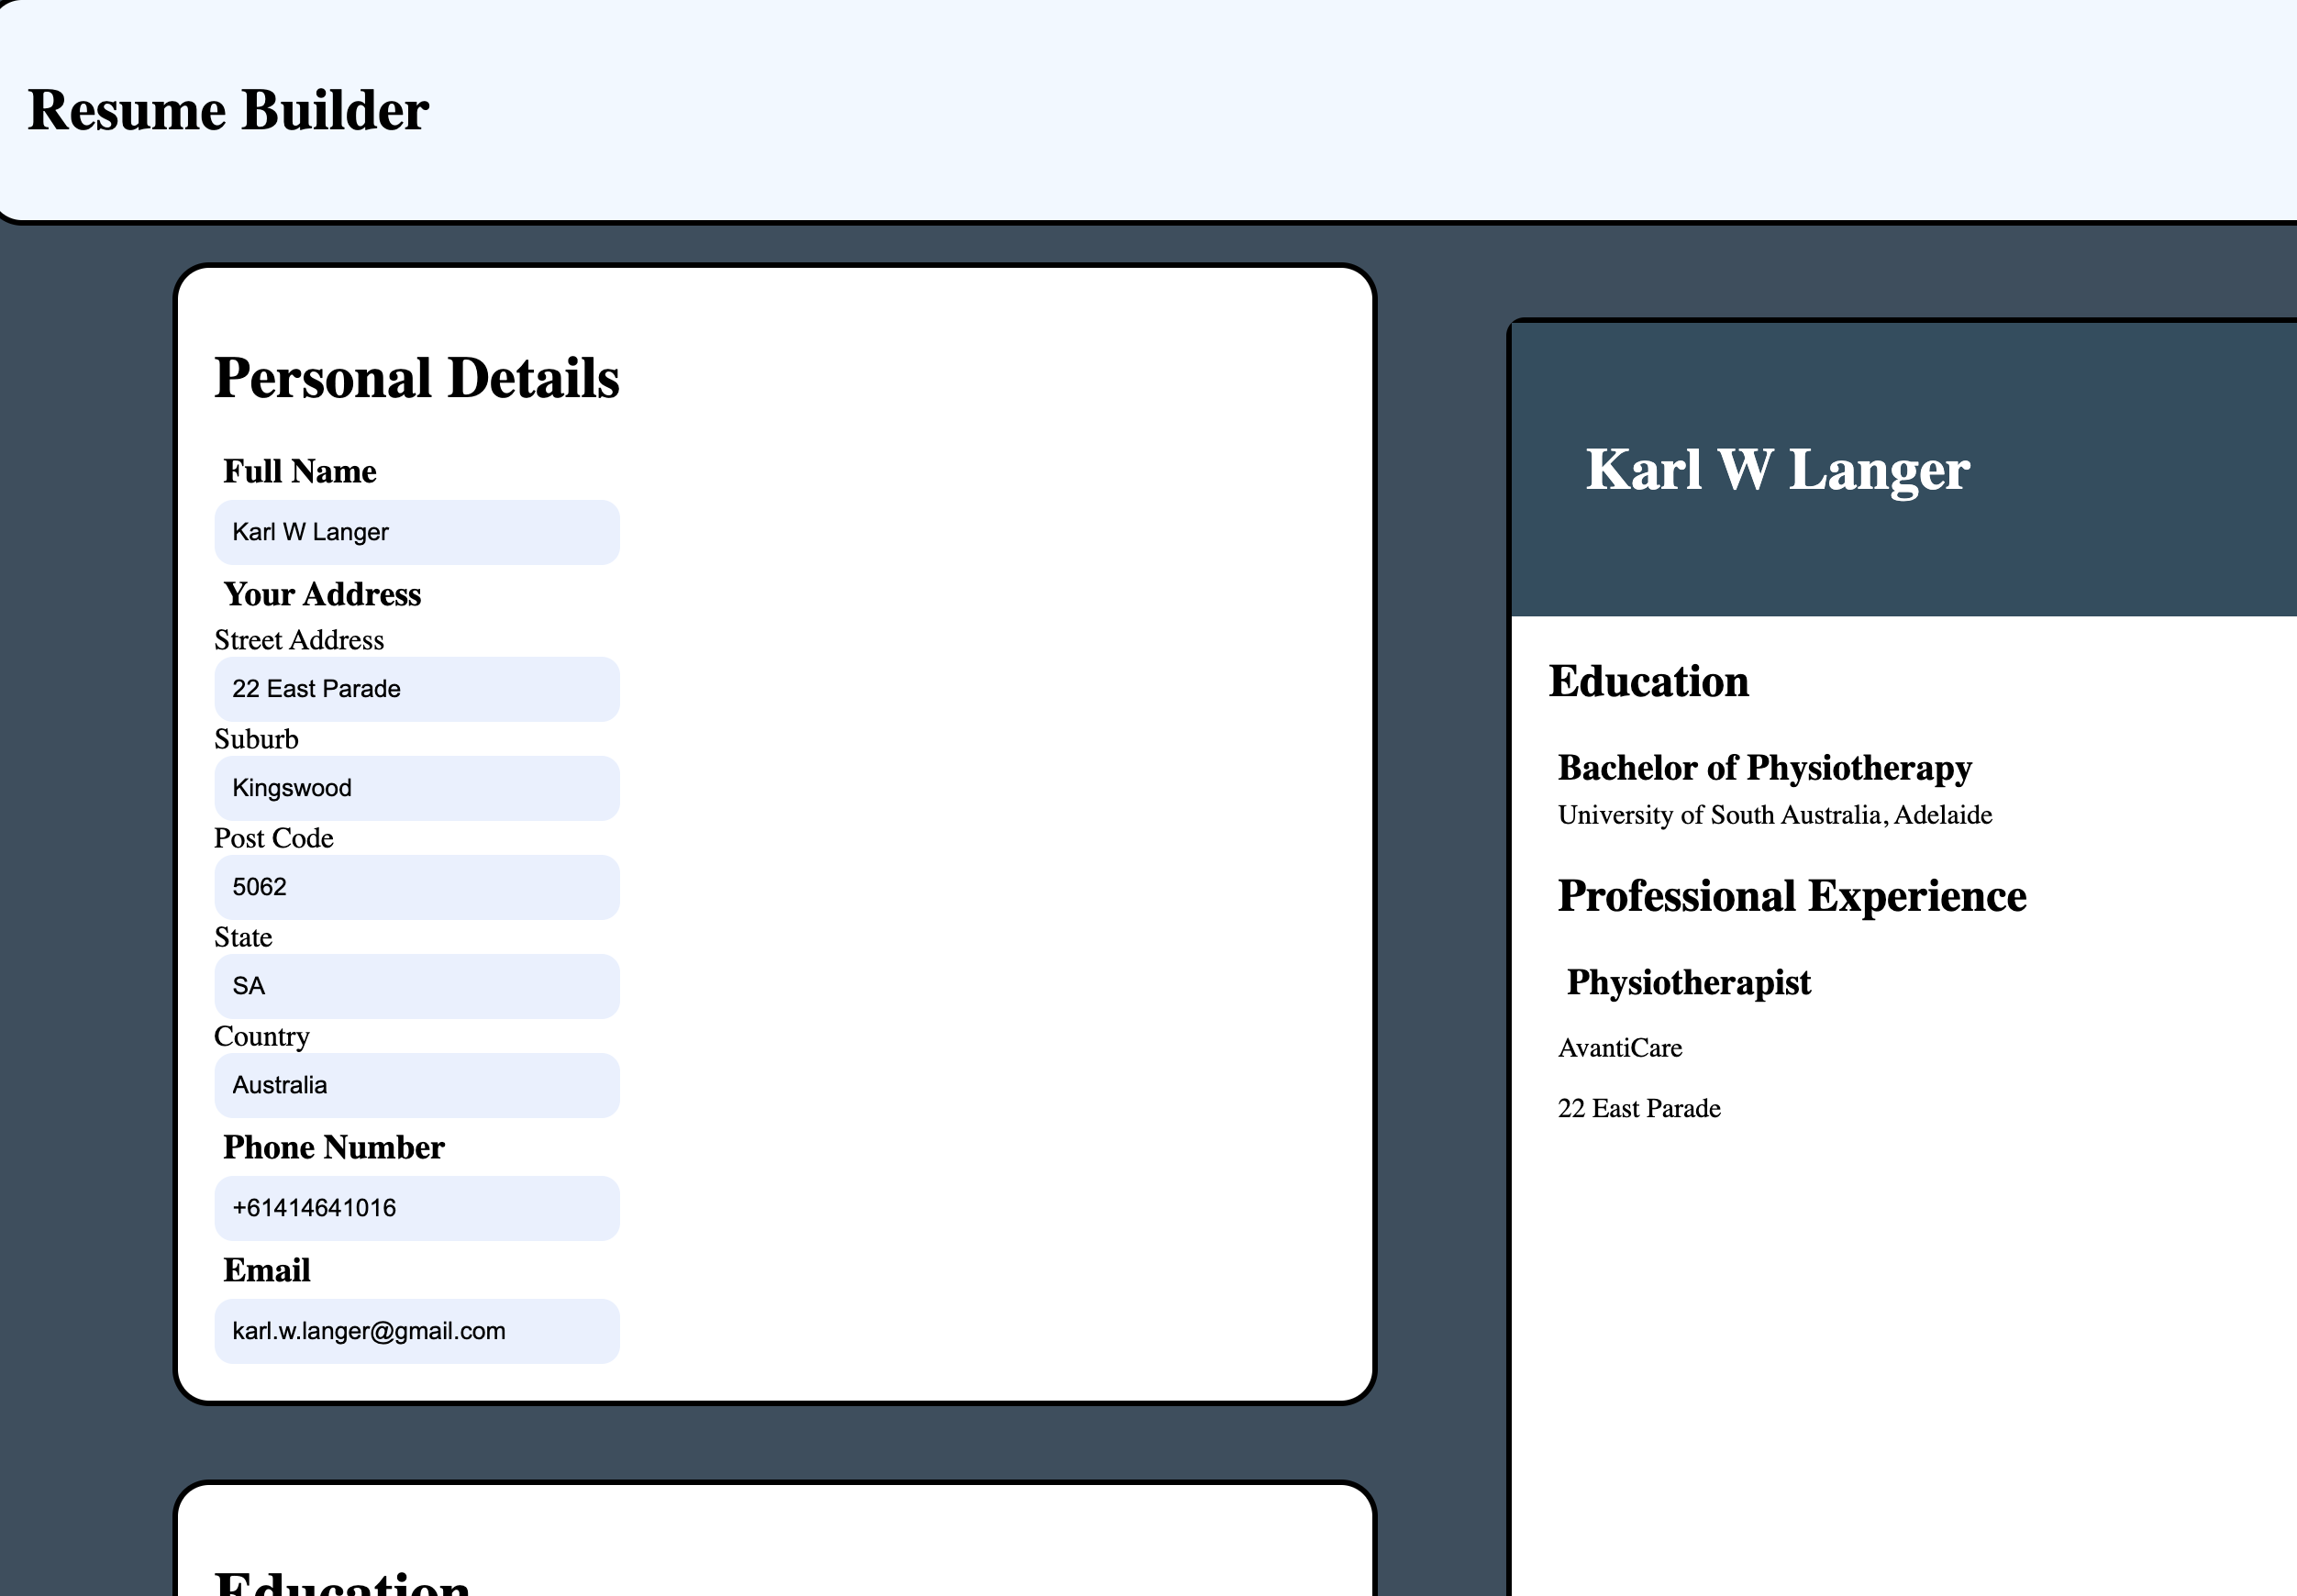 Resume Builder
Personal Details
Full Name
Karl W Langer
Your Address
Street Address
22 East Parade
Suburb
Kingswood
Post Code
5062
State
SA
Country
Australia
Phone Number
+61414641016
Email
karl.w.langer@gmail.com
Education
Karl W Langer
Education
Bachelor of Physiotherapy
University of South Australia, Adelaide
Professional Experience
Physiotherapist
AvantiCare
22 East Parade